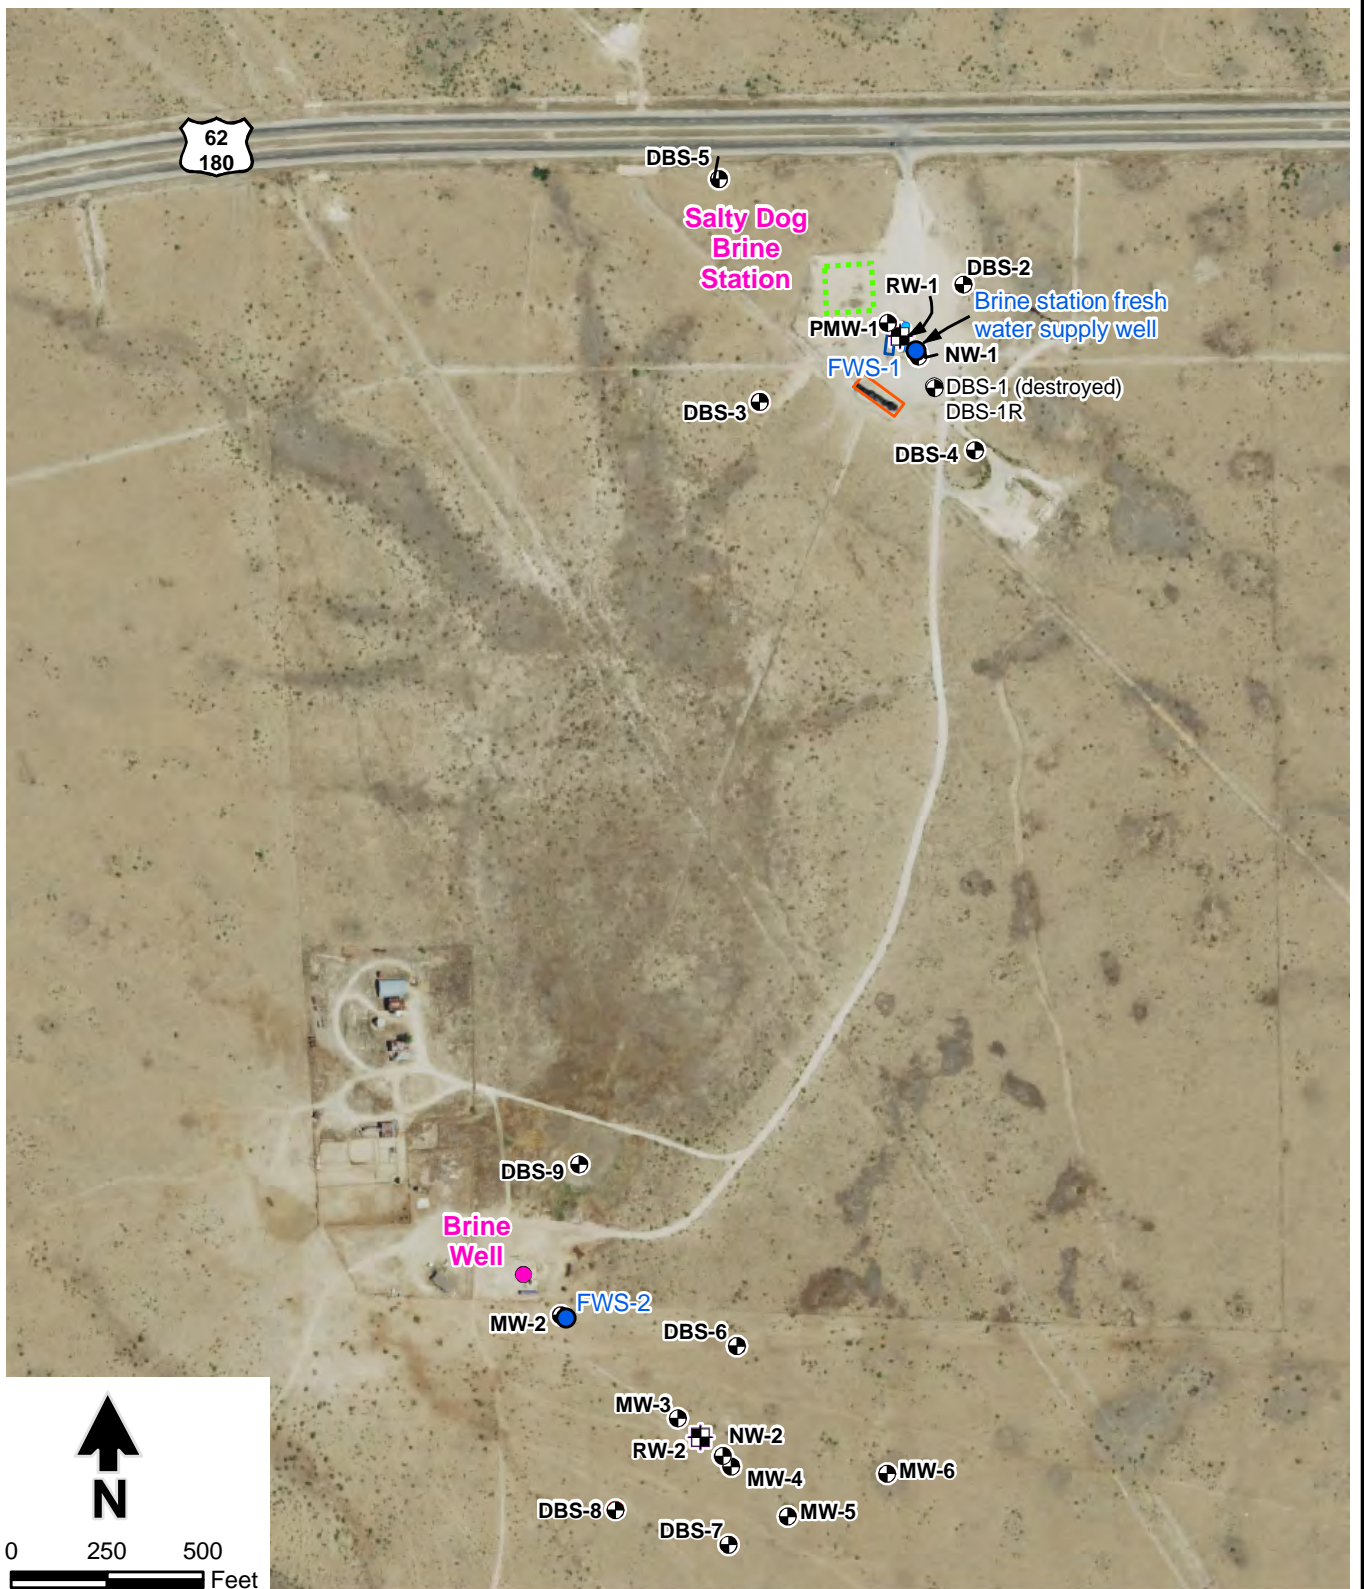 62
180
DBS-5
Salty Dog
Brine
Station
DBS-2
RW-1
Brine station fresh
water supply well
PMW-1
NW-1
FWS-1
DBS-1 (destroyed)
DBS-1R
DBS-3
DBS-4
DBS-9
Brine
Well
FWS-2
MW-2
DBS-6
MW-3
NW-2
RW-2
MW-4
MW-6
DBS-8
MW-5
DBS-7
N
0 250 500
Feet